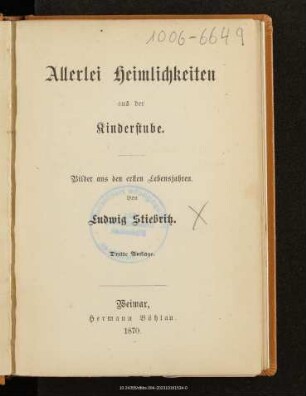 1006-6649
Allerlei Heimlichkeiten
aus der
Kinderstube.
Bilder aus den ersten Lebensjahren.
Von
Ludwig Stiebritz.
Dritte Auflage.
Weimar,
Hermann Böhlau.
1870.